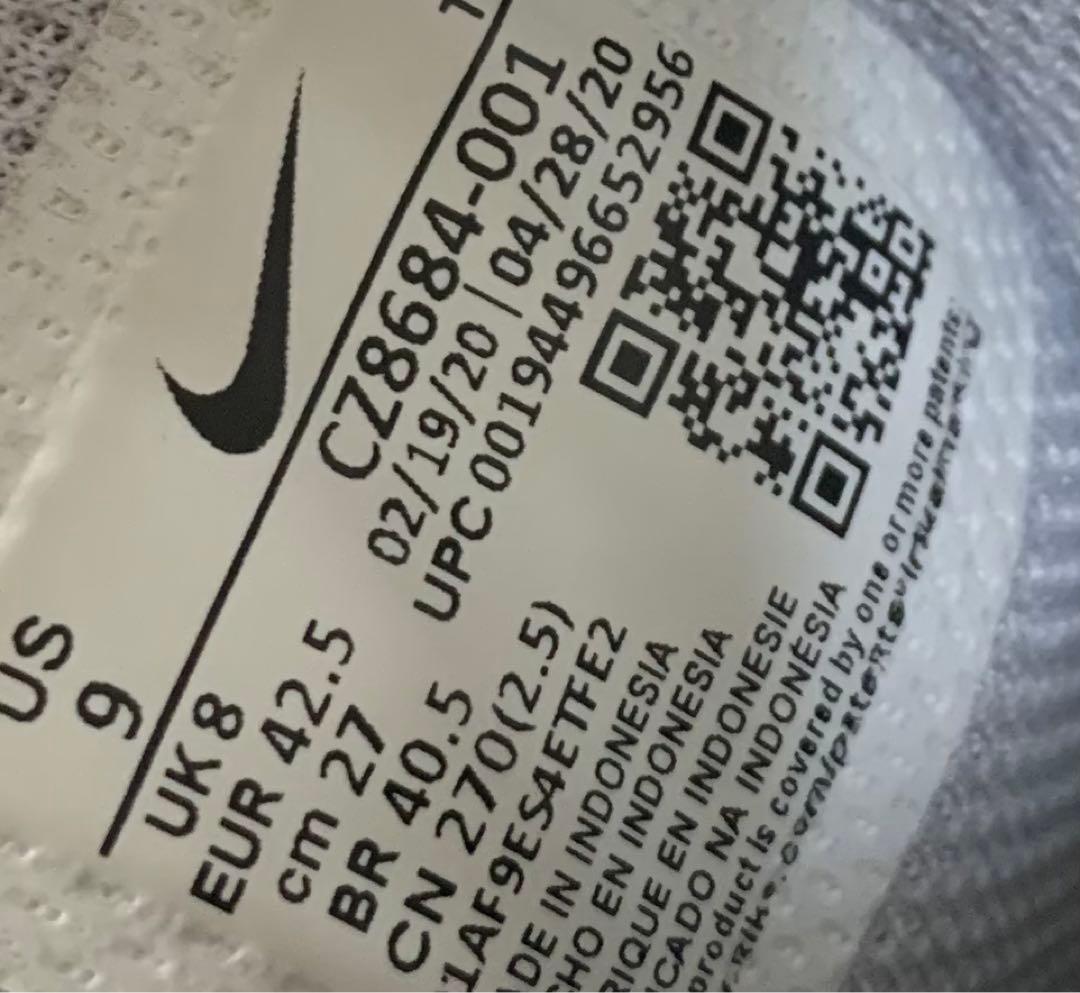 US
9
UK 8
EUR 42.5
cm 27
BR 40.5
CN 270(2.5)
CZ8684-001
02/19/20 | 04/28/20
UPC 00194496652956
1AF9ES4ETFE2
ADE IN INDONESIA
CHO EN INDONESIA
RIQUE EN INDONESIE
ICADO NA INDONÉSIA
product is covered by one or more patents.